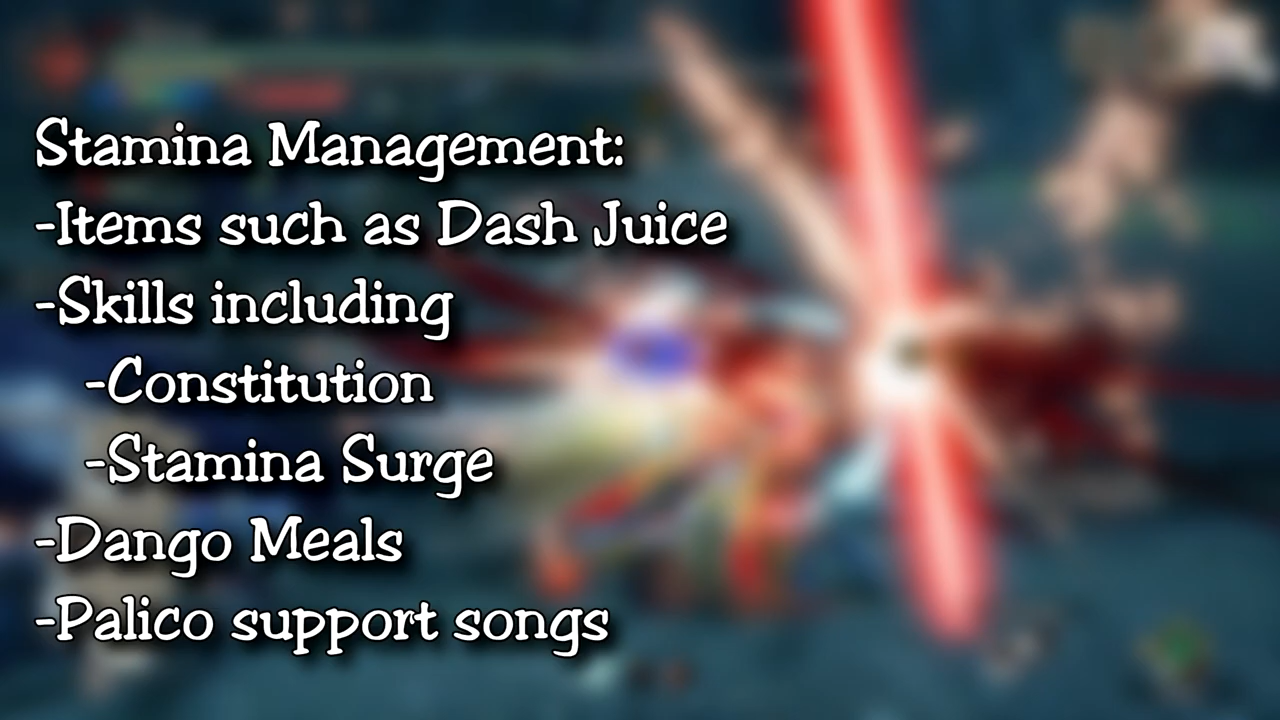 Stamina Management:
-Items such as Dash Juice
-Skills including
-Constitution
-Stamina Surge
-Dango Meals
-Palico support songs